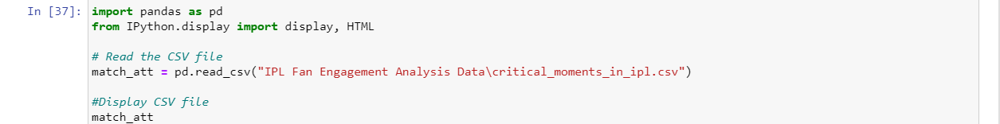 In [37]: import pandas as pd
from IPython.display import display, HTML
# Read the CSV file
match_att = pd.read_csv("IPL Fan Engagement Analysis Data\critical_moments_in_ipl.csv")
#Display CSV file
match_att